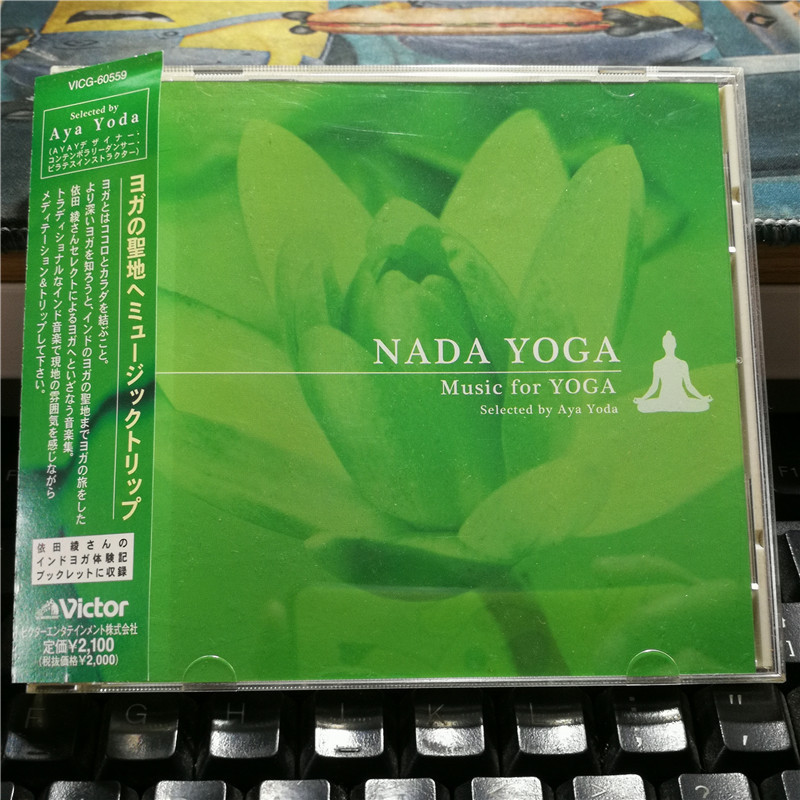 VICG-60559
Selected by
Aya Yoda
(AYAYデザイナー・
コンテンポラリーダンサー、
ピラテスインストラクター)
ヨガの聖地へミュージックトリップ
ヨガとはココロとカラダを結ぶこと。
より深いヨガを知ろうと、インドのヨガの聖地までヨガの旅をした
依田 綾さんセレクトによるヨガへといざなう音楽集。
トラディショナルなインド音楽で現地の雰囲気を感じながら
メディテーション&トリップして下さい。
依田 綾さんの
インドヨガ体験記
ブックレットに収録
Victor
ビクターエンタテインメント株式会社
定価¥2,100
(税抜価格¥2,000)
NADA YOGA
Music for YOGA
Selected by Aya Yoda
F G H J K L : ; " '
?
F1